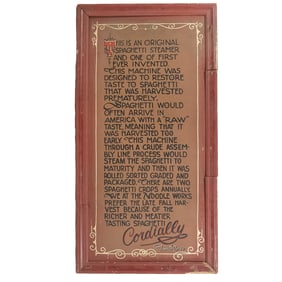 THIS IS AN ORIGINAL
SPAGHETTI STEAMER
AND ONE OF FIRST
EVER INVENTED
THIS MACHINE WAS
DESIGNED TO RESTORE
TASTE TO SPAGHETTI
THAT WAS HARVESTED
PREMATURELY.
SPAGHETTI WOULD
OFTEN ARRIVE IN
AMERICA WITH A "RAW"
TASTE, MEANING THAT IT
WAS HARVESTED TOO
EARLY. THIS MACHINE
THROUGH A CRUDE ASSEM-
BLY LINE PROCESS WOULD
STEAM THE SPAGHETTI TO
MATURITY AND THEN IT WAS
ROLLED SORTED GRADED AND
PACKAGED. THERE ARE TWO
SPAGHETTI CROPS ANNUALLY.
WE AT THE NOODLE WORKS
PREFER THE LATE FALL HAR-
VEST BECAUSE OF THE
RICHER AND MEATIER
TASTING SPAGHETTI.
Cordially